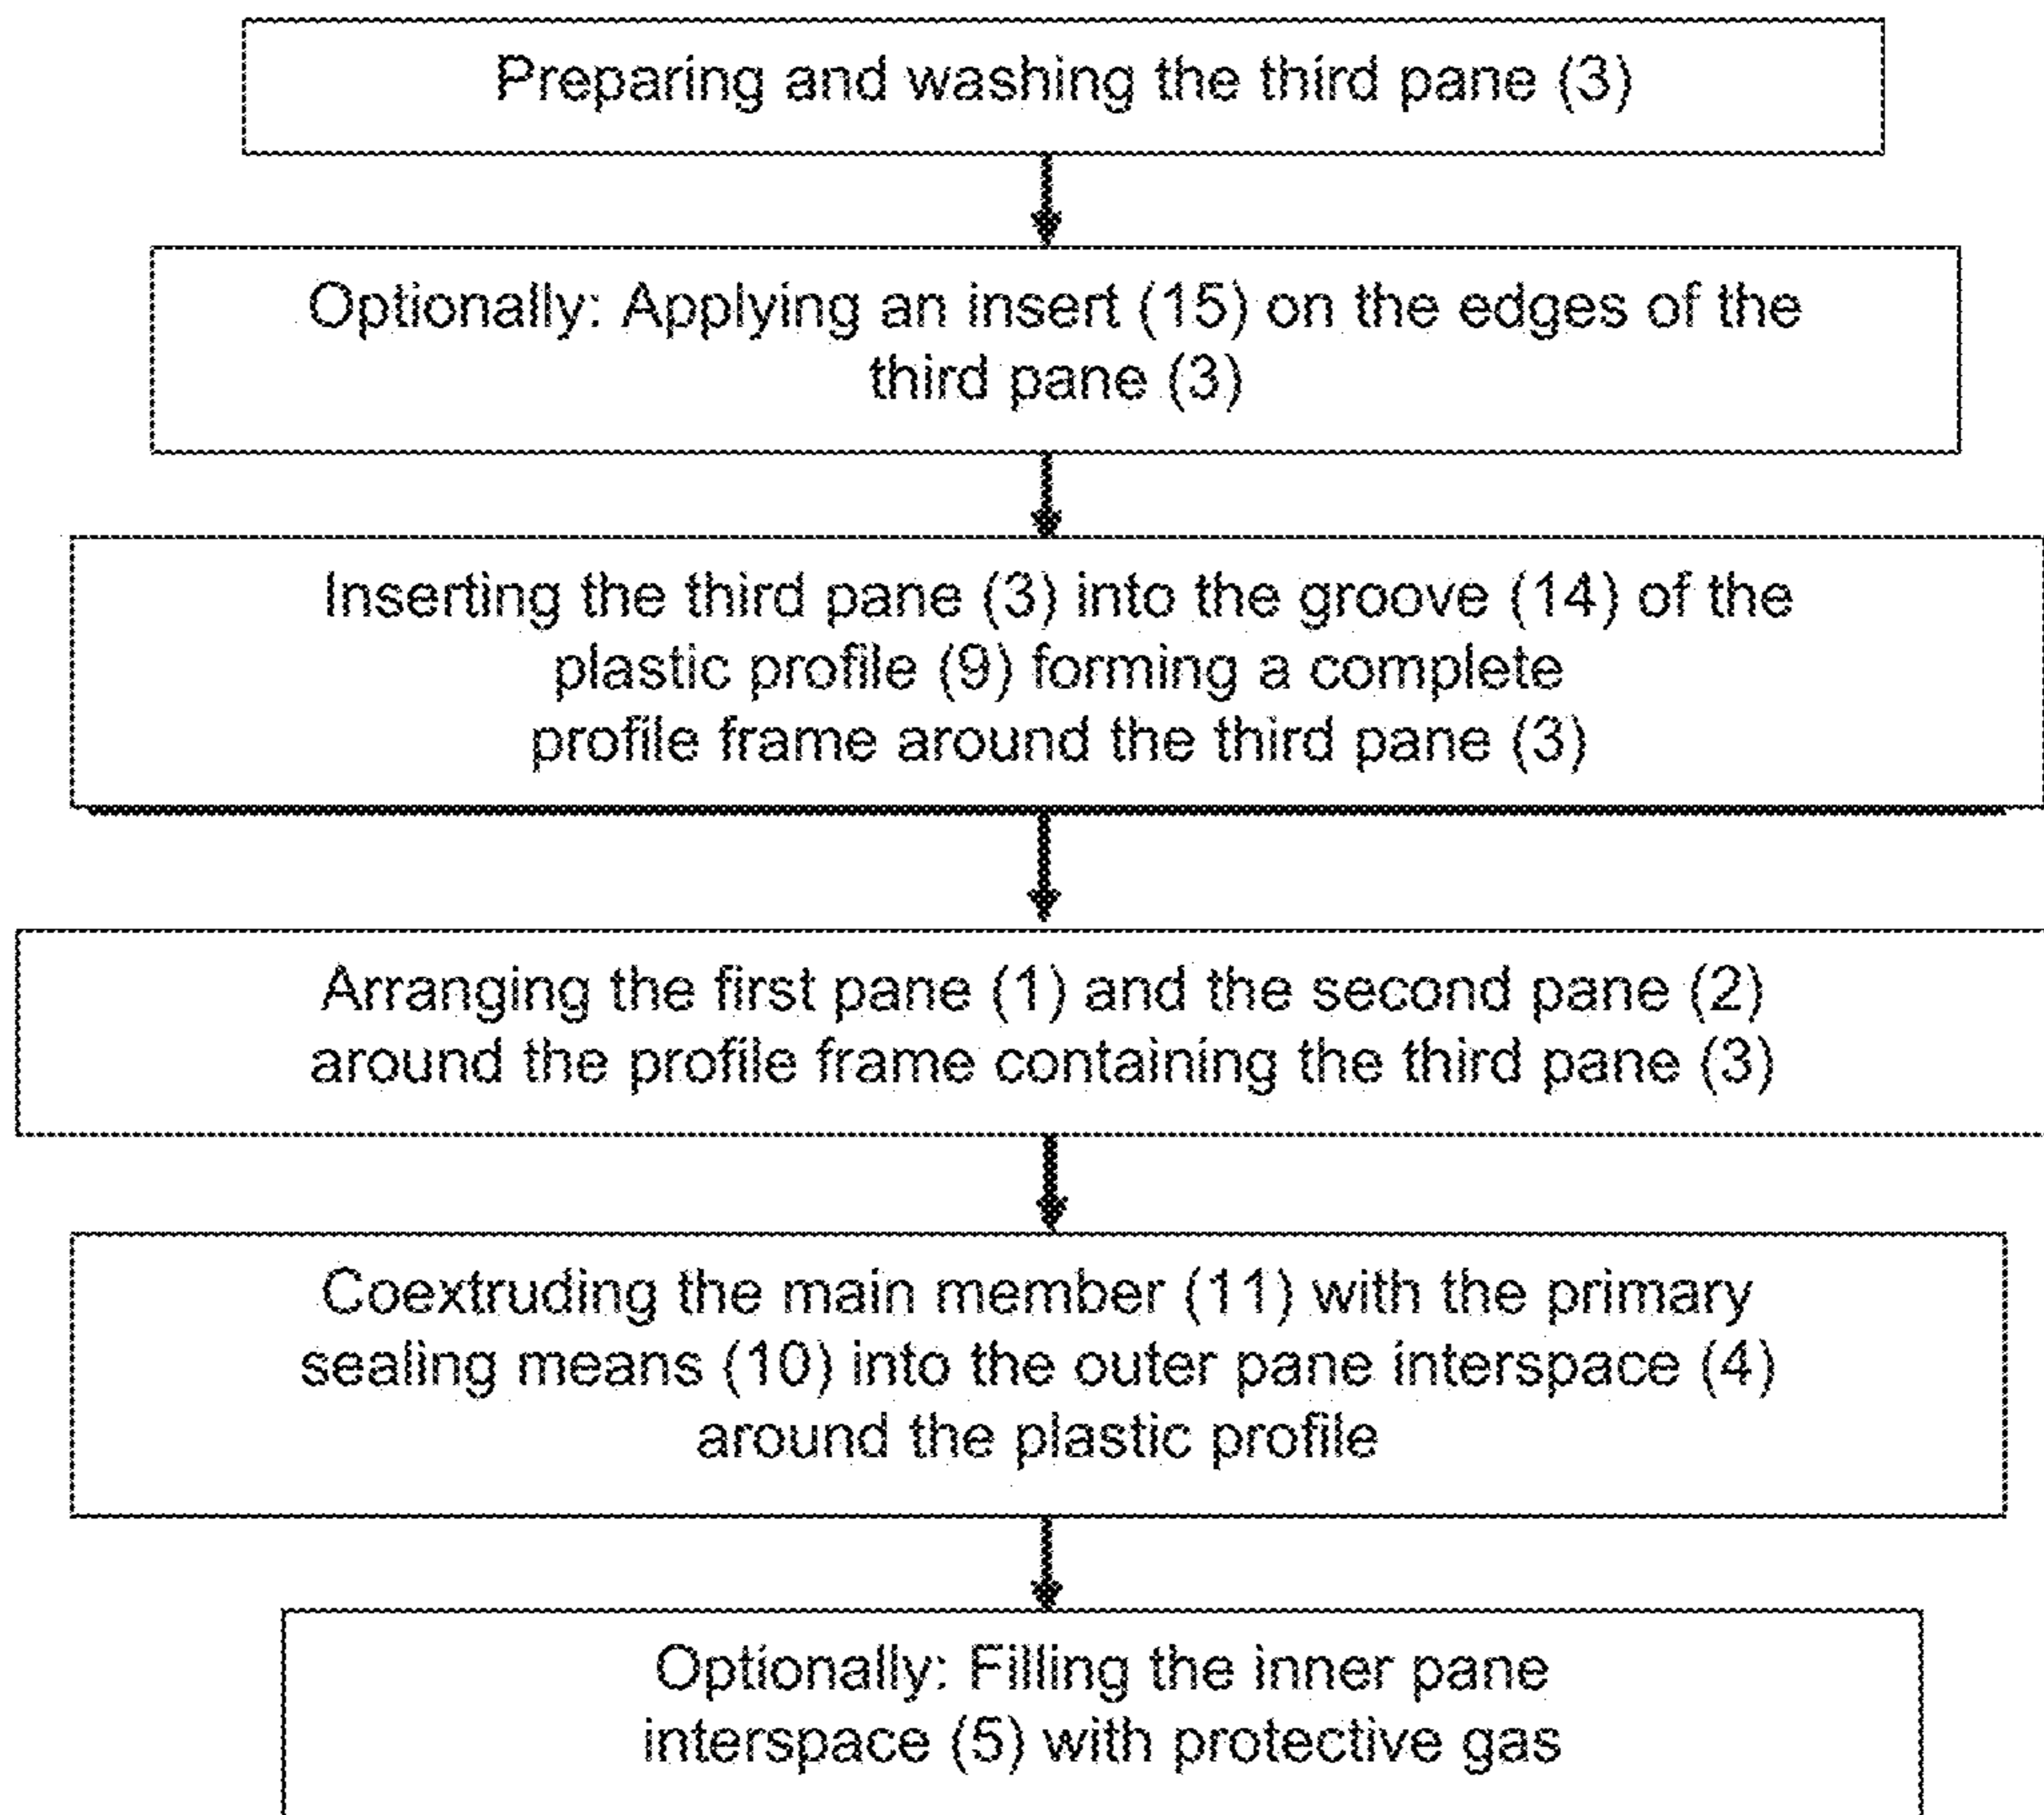 Preparing and washing the third pane (3)
Optionally: Applying an insert (15) on the edges of the
third pane (3)
Inserting the third pane (3) into the groove (14) of the
plastic profile (9) forming a complete
profile frame around the third pane (3)
Arranging the first pane (1) and the second pane (2)
around the profile frame containing the third pane (3)
Coextruding the main member (11) with the primary
sealing means (10) into the outer pane interspace (4)
around the plastic profile
Optionally: Filling the inner pane
interspace (5) with protective gas